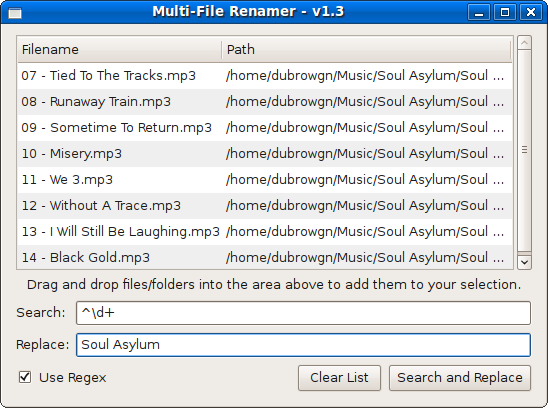 Multi-File Renamer - v1.3
Filename Path
07 - Tied To The Tracks.mp3 /home/dubrowgn/Music/Soul Asylum/Soul ...
08 - Runaway Train.mp3 /home/dubrowgn/Music/Soul Asylum/Soul ...
09 - Sometime To Return.mp3 /home/dubrowgn/Music/Soul Asylum/Soul ...
10 - Misery.mp3 /home/dubrowgn/Music/Soul Asylum/Soul ...
11 - We 3.mp3 /home/dubrowgn/Music/Soul Asylum/Soul ...
12 - Without A Trace.mp3 /home/dubrowgn/Music/Soul Asylum/Soul ...
13 - I Will Still Be Laughing.mp3 /home/dubrowgn/Music/Soul Asylum/Soul ...
14 - Black Gold.mp3 /home/dubrowgn/Music/Soul Asylum/Soul ...
Drag and drop files/folders into the area above to add them to your selection.
Search: ^\d+
Replace: Soul Asylum
Use Regex Clear List Search and Replace